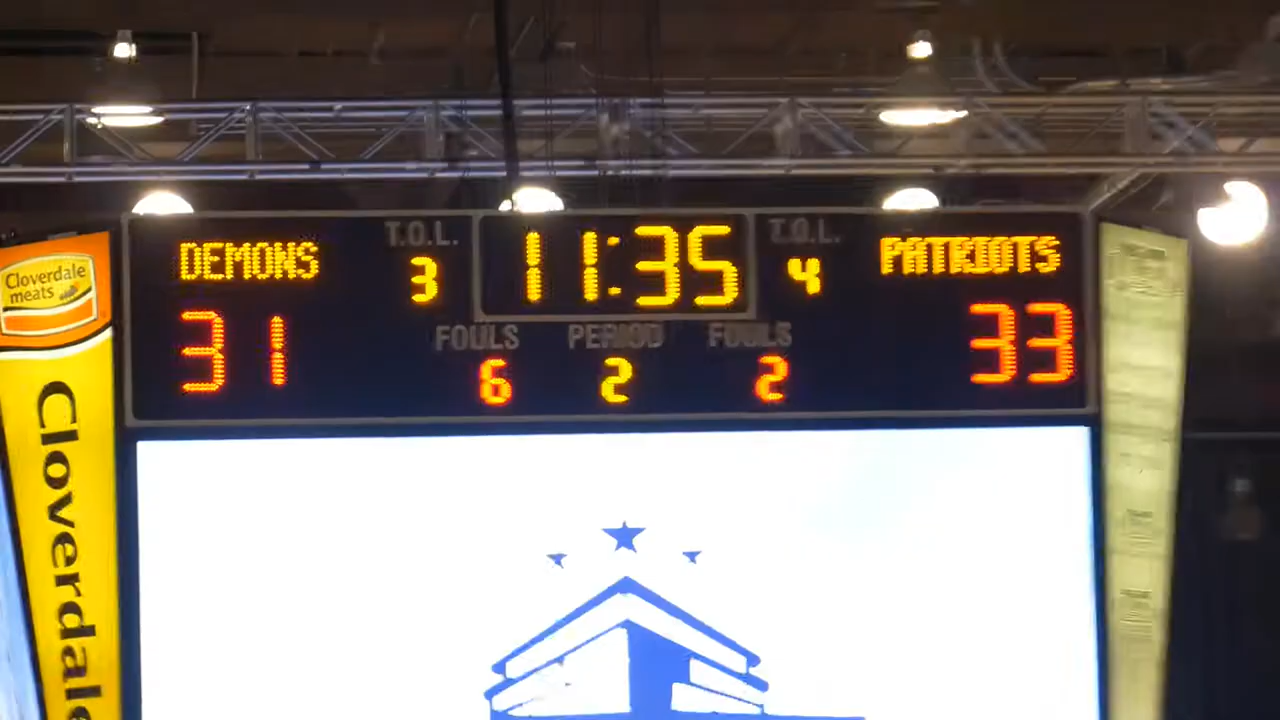 DEMONS
T.O.L.
3
11:35
T.O.L.
4
PATRIOTS
31
FOULS
6
PERIOD
2
FOULS
2
33
Cloverdale
meats
Cloverdale